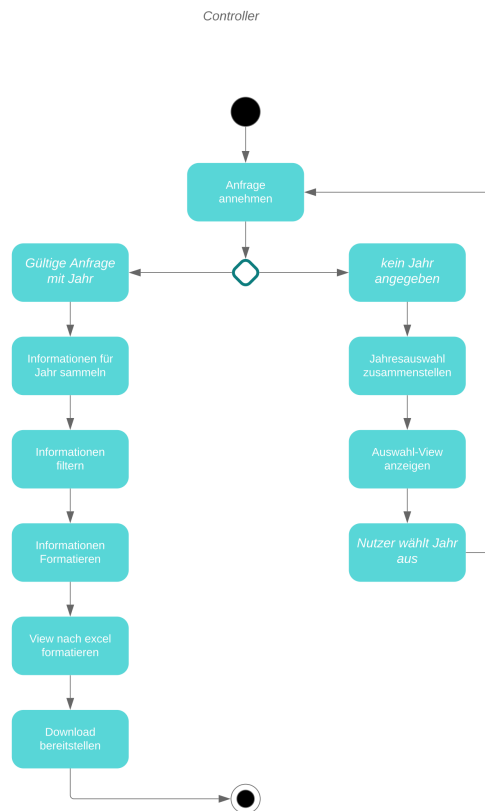 Controller
Anfrage
annehmen
Gültige Anfrage
mit Jahr
kein Jahr
angegeben
Informationen für
Jahr sammeln
Jahresauswahl
zusammenstellen
Informationen
filtern
Auswahl-View
anzeigen
Informationen
Formatieren
Nutzer wählt Jahr
aus
View nach excel
formatieren
Download
bereitstellen